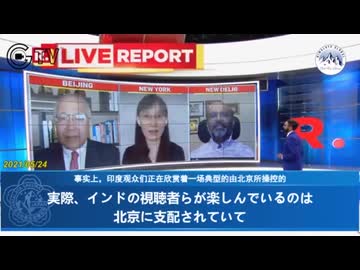 LIVE REPORT
BEIJING
NEW YORK
NEW DELHI
2021/05/24
事实上，印度观众们正在欣赏着一场典型的由北京所操控的
実際、インドの視聴者らが楽しんでいるのは
北京に支配されていて